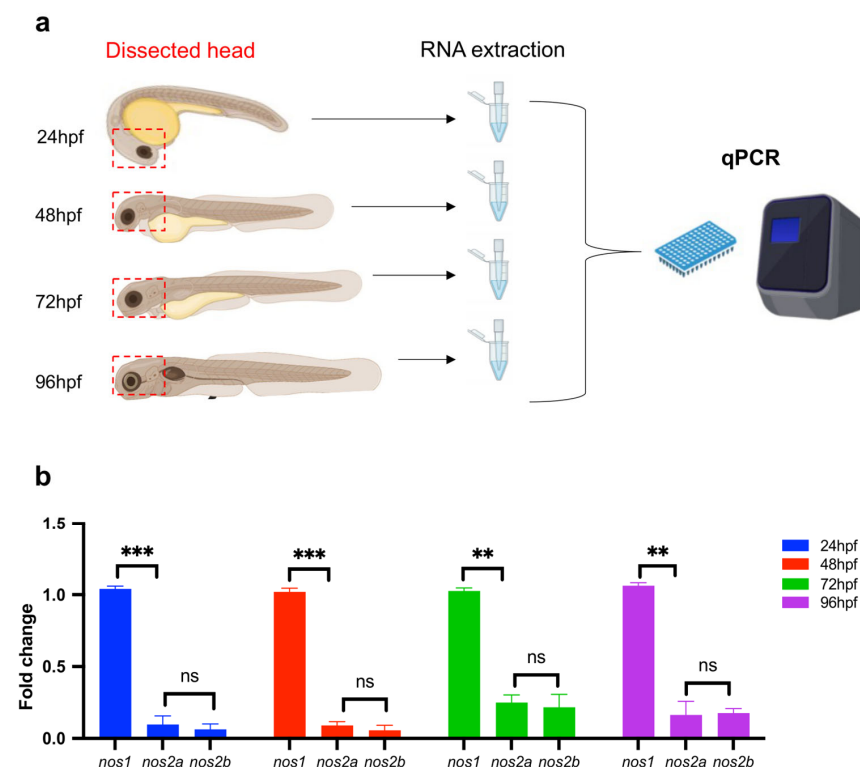 a
Dissected head
RNA extraction
24hpf
48hpf
72hpf
96hpf
qPCR
b
Fold change
1.5
1.0
0.5
0.0
***
ns
***
ns
**
ns
**
ns
nos1 nos2a nos2b nos1 nos2a nos2b nos1 nos2a nos2b nos1 nos2a nos2b
24hpf
48hpf
72hpf
96hpf